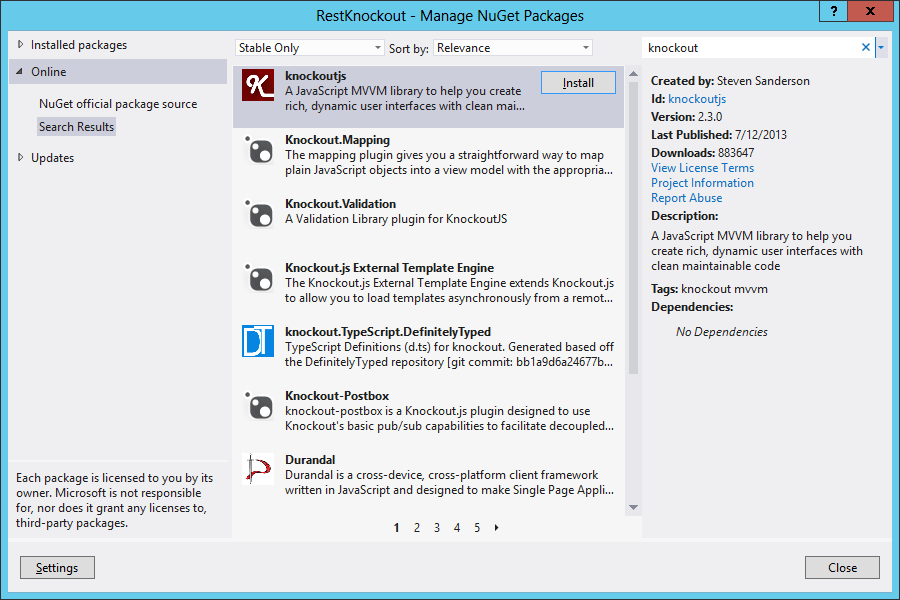 RestKnockout - Manage NuGet Packages
?
x
Installed packages
Online
NuGet official package source
Search Results
Updates
Each package is licensed to you by its
owner. Microsoft is not responsible
for, nor does it grant any licenses to,
third-party packages.
Settings
Stable Only
Sort by:
Relevance
knockoutjs
A JavaScript MVVM library to help you create
rich, dynamic user interfaces with clean mai...
Install
Knockout.Mapping
The mapping plugin gives you a straightforward way to map
plain JavaScript objects into a view model with the appropria...
Knockout.Validation
A Validation Library plugin for KnockoutJS
Knockout.js External Template Engine
The Knockout.js External Template Engine extends Knockout.js
to allow you to load templates asynchronously from a remot...
DT
knockout.TypeScript.DefinitelyTyped
TypeScript Definitions (d.ts) for knockout. Generated based off
the DefinitelyTyped repository [git commit: bb1a9d6a24677b...
Knockout-Postbox
knockout-postbox is a Knockout.js plugin designed to use
Knockout's basic pub/sub capabilities to facilitate decoupled...
Durandal
Durandal is a cross-device, cross-platform client framework
written in JavaScript and designed to make Single Page Appli...
1 2 3 4 5
knockout
Created by: Steven Sanderson
Id: knockoutjs
Version: 2.3.0
Last Published: 7/12/2013
Downloads: 883647
View License Terms
Project Information
Report Abuse
Description:
A JavaScript MVVM library to help you
create rich, dynamic user interfaces with
clean maintainable code
Tags: knockout mvvm
Dependencies:
No Dependencies
Close